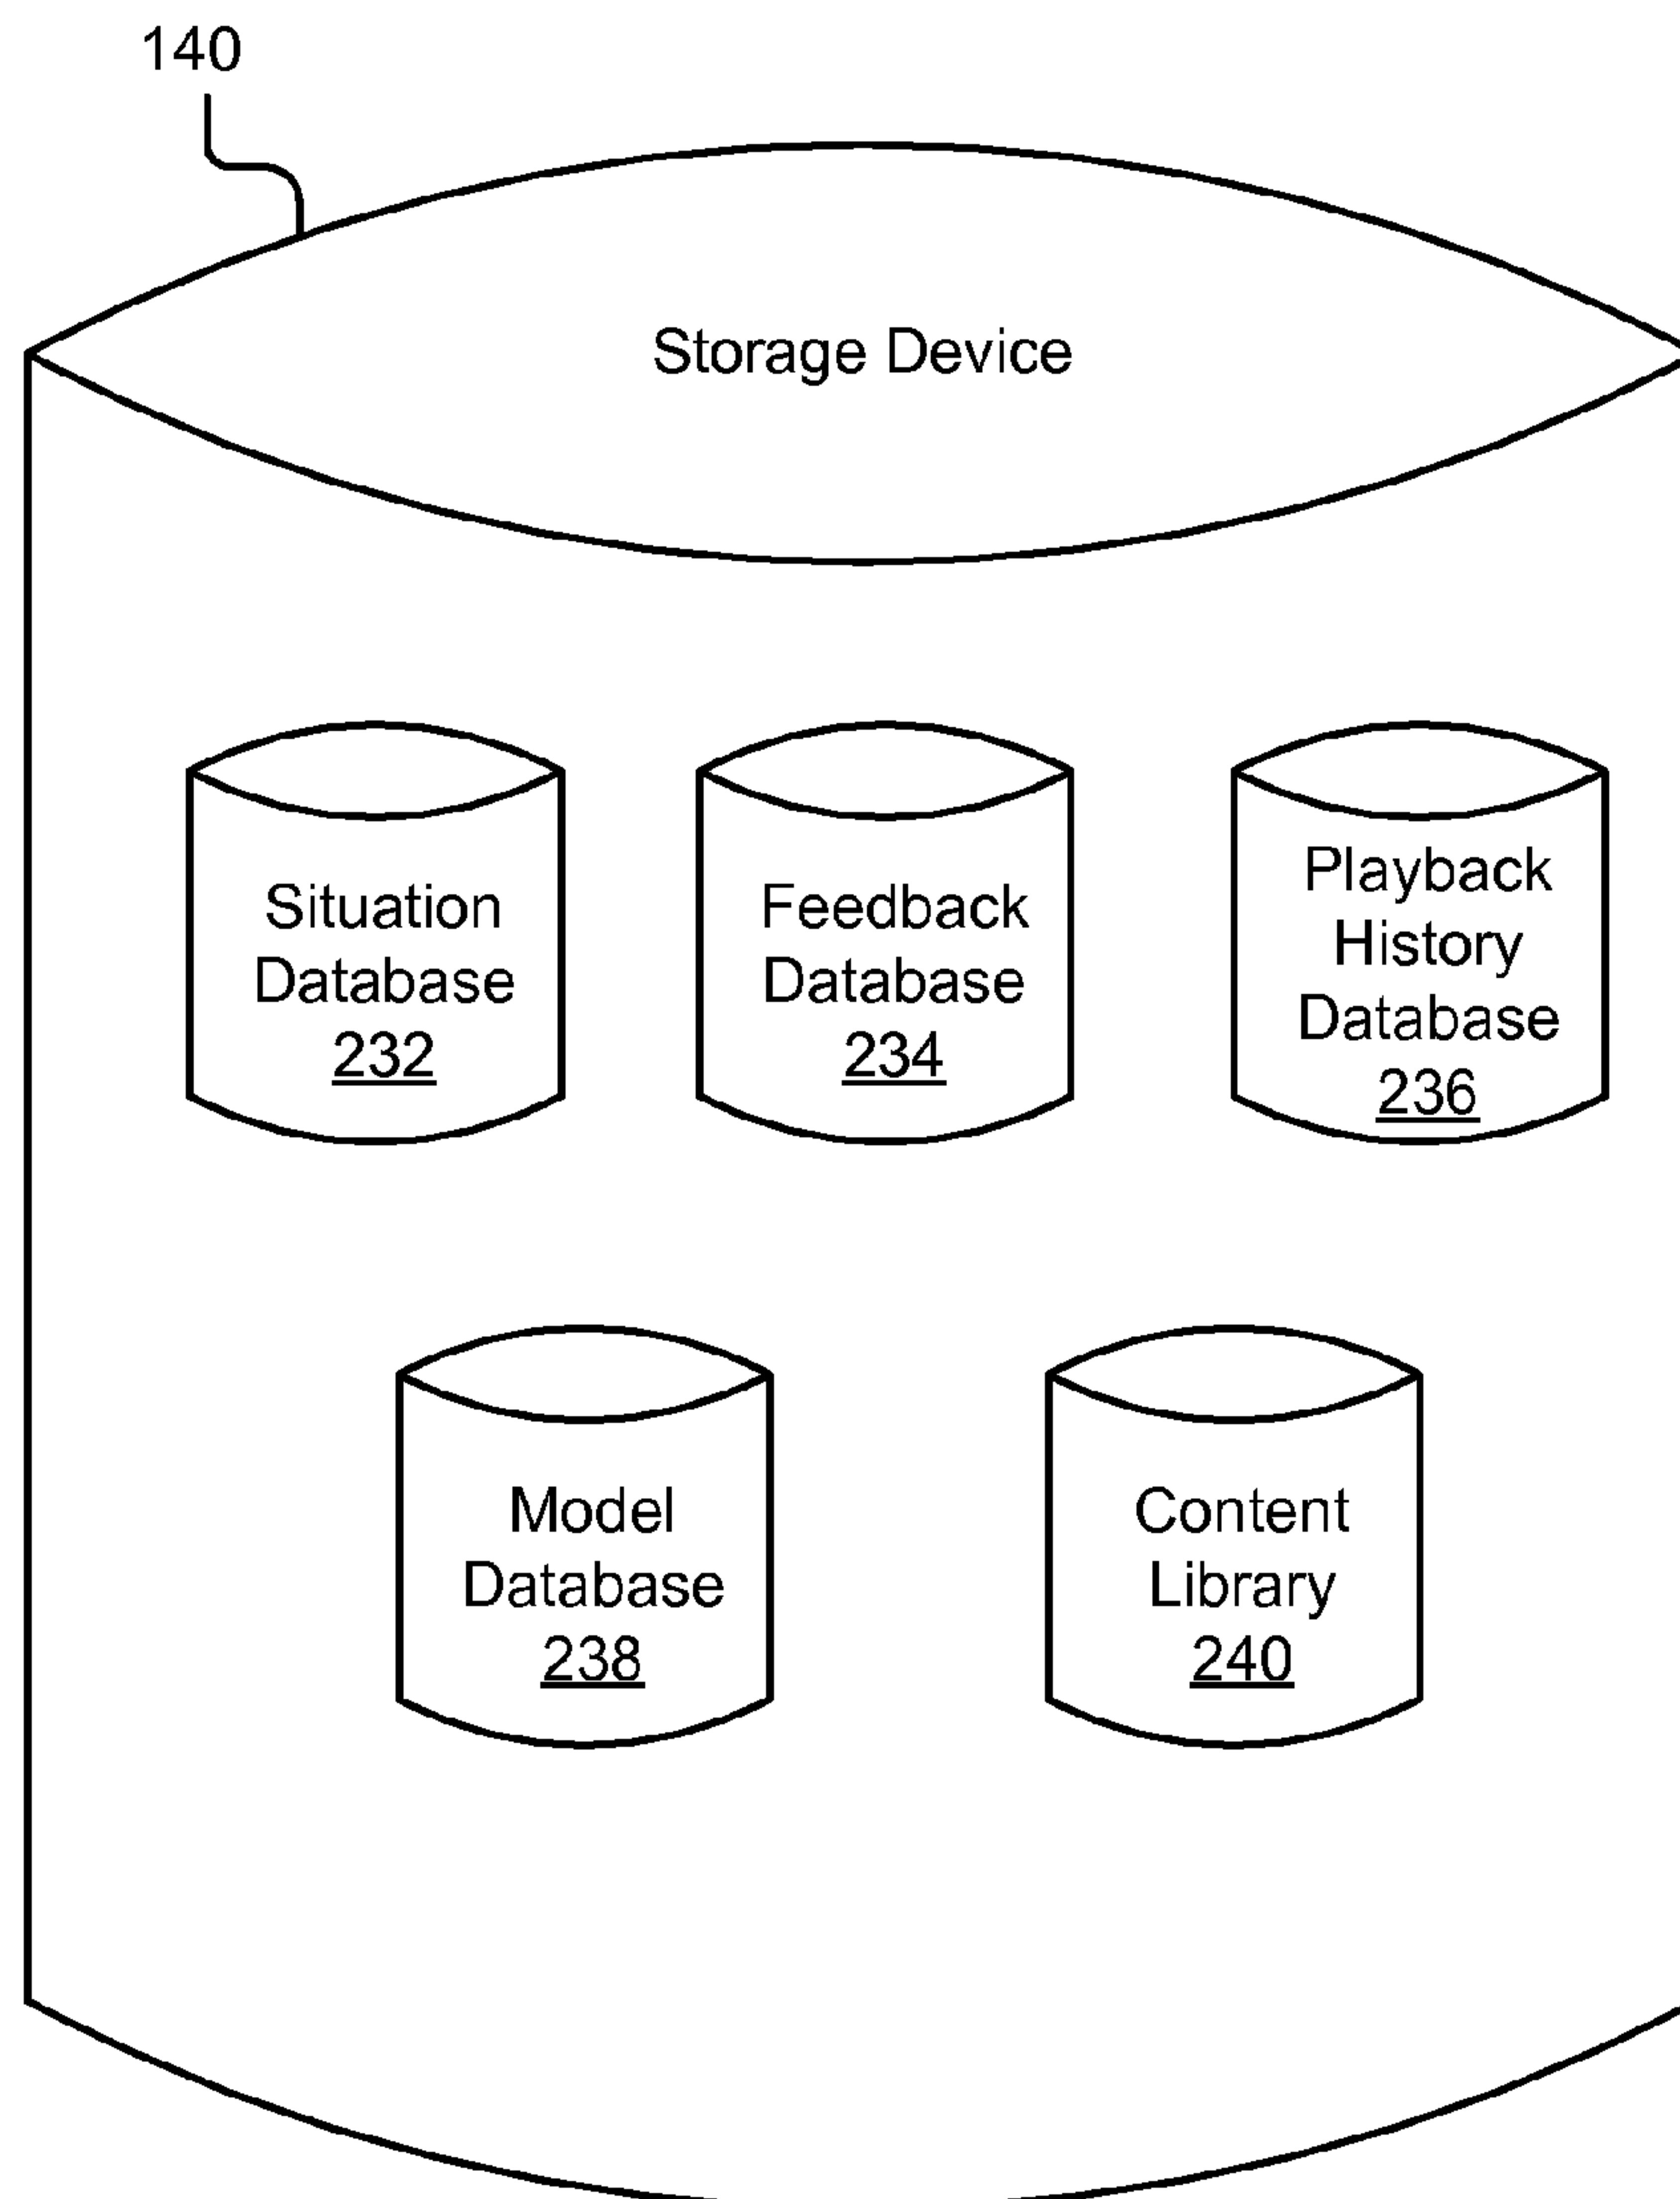 140
Storage Device
Situation
Database
232
Feedback
Database
234
Playback
History
Database
236
Model
Database
238
Content
Library
240